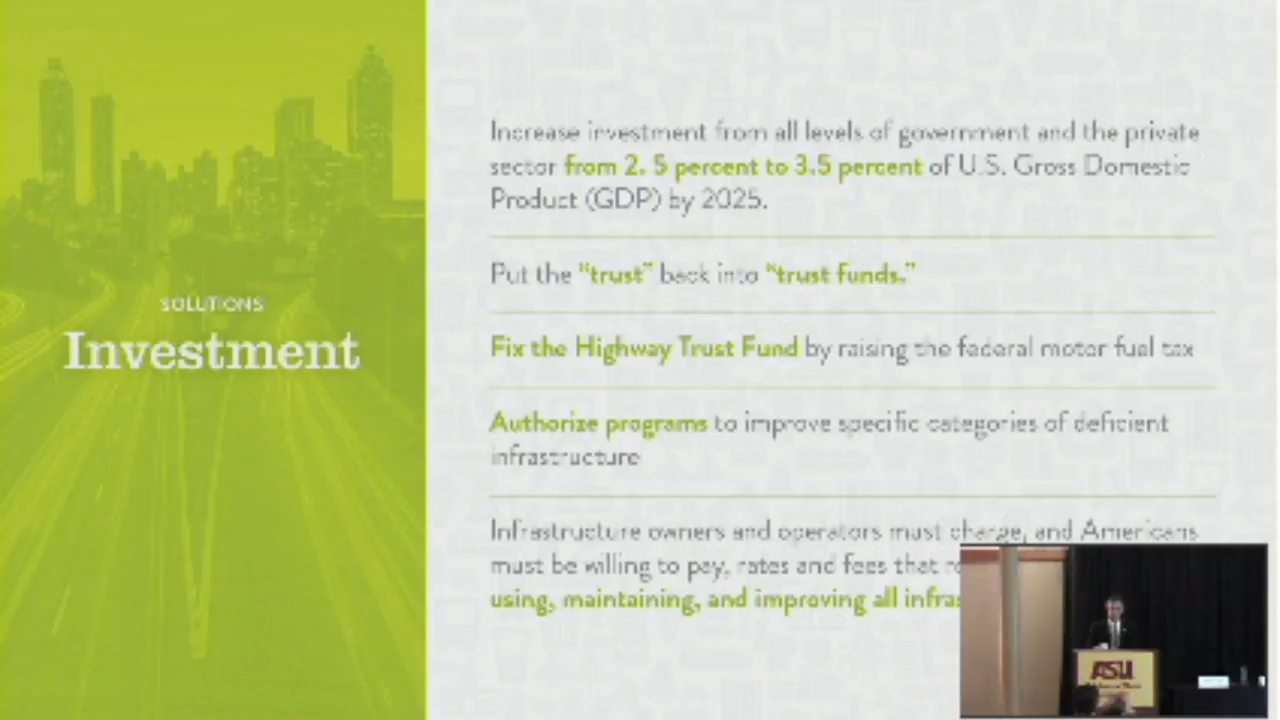 SOLUTIONS
Investment
Increase investment from all levels of government and the private
sector from 2. 5 percent to 3.5 percent of U.S. Gross Domestic
Product (GDP) by 2025.
Put the “trust” back into “trust funds.”
Fix the Highway Trust Fund by raising the federal motor fuel tax
Authorize programs to improve specific categories of deficient
infrastructure
Infrastructure owners and operators must charge, and Americans
must be willing to pay, rates and fees that
using, maintaining, and improving all
ASU